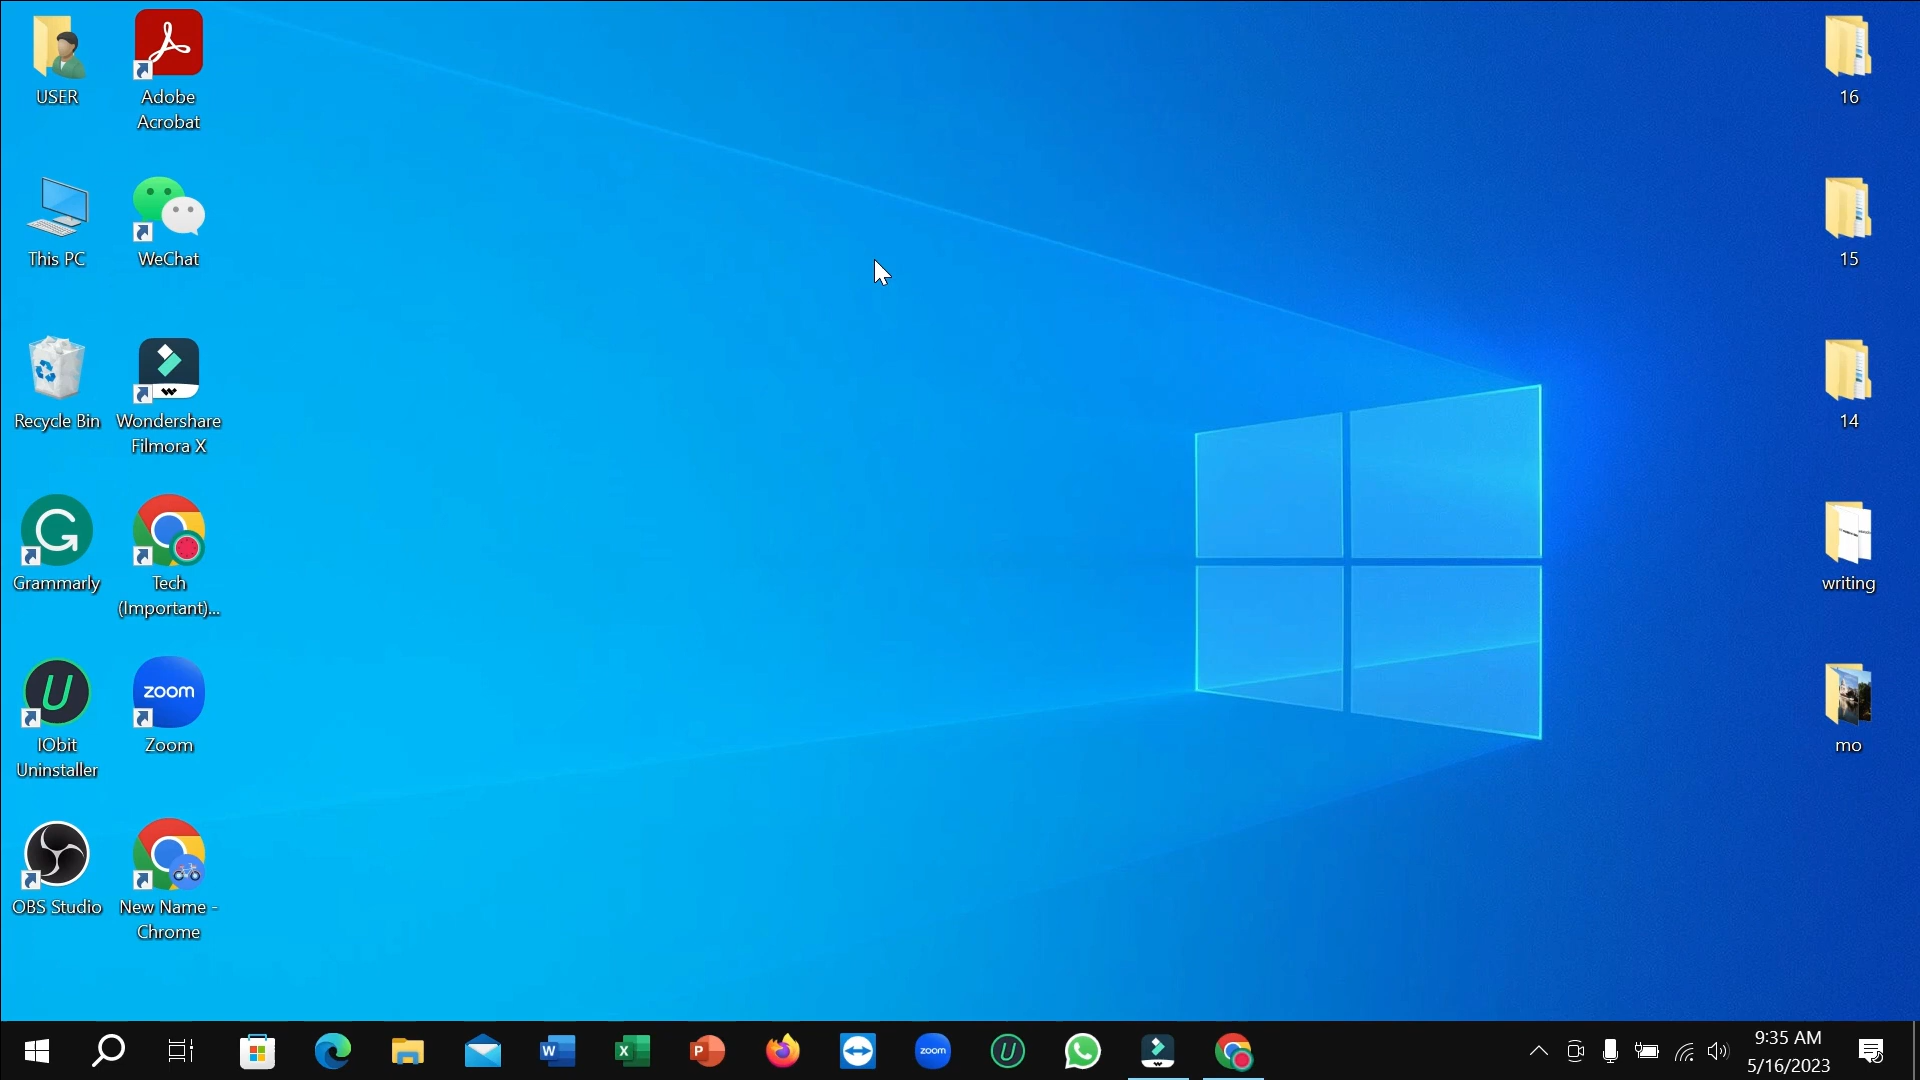 USER
Adobe
Acrobat
This PC
WeChat
Recycle Bin
Wondershare
Filmora X
Grammarly
Tech
(Important)...
IObit
Uninstaller
zoom
Zoom
OBS Studio
New Name -
Chrome
16
15
14
writing
mo
W
X
P
zoom
9:35 AM
5/16/2023